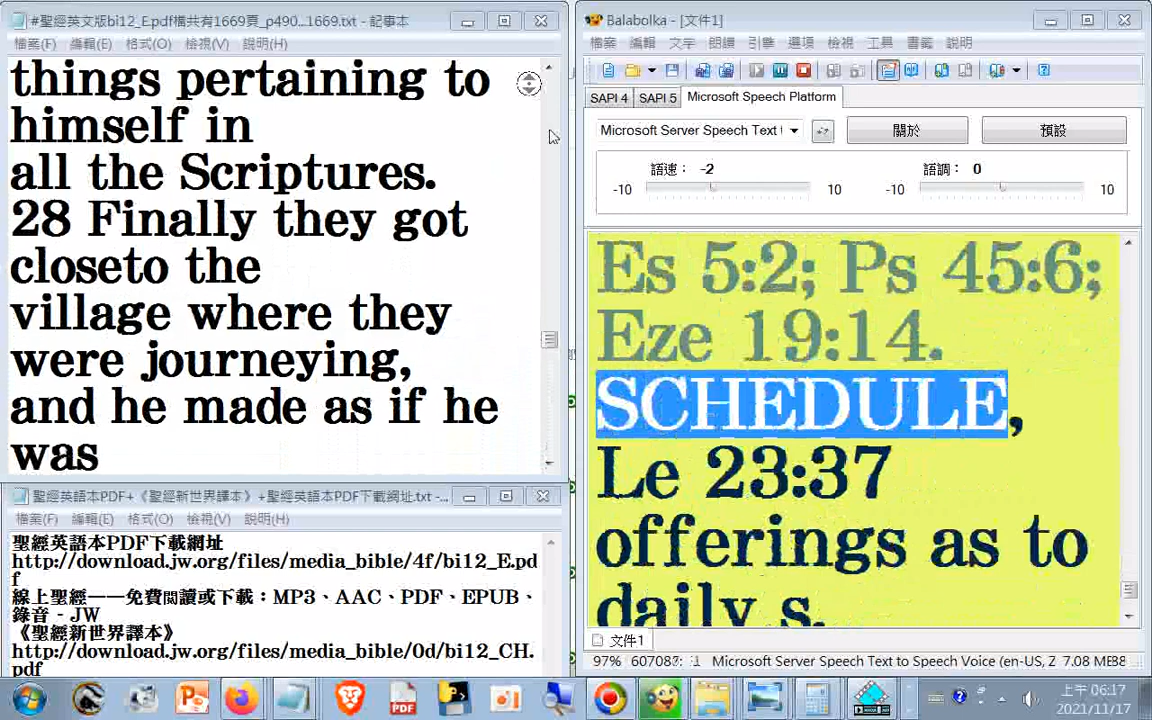 #聖經英文版bi12_E.pdf構共有1669頁_p490...1669.txt - 記事本
檔案(F) 編輯(E) 格式(O) 檢視(V) 說明(H)
things pertaining to
himself in
all the Scriptures.
28 Finally they got
closeto the
village where they
were journeying,
and he made as if he
was
聖經英語本PDF+《聖經新世界譯本》+聖經英語本PDF下載網址.txt -...
檔案(F) 編輯(E) 格式(O) 檢視(V) 說明(H)
聖經英語本PDF下載網址
http://download.jw.org/files/media_bible/4f/bi12_E.pd
f
線上聖經——免費閱讀或下載：MP3、AAC、PDF、EPUB、
錄音 - JW
《聖經新世界譯本》
http://download.jw.org/files/media_bible/0d/bi12_CH.
pdf
Balabolka - [文件1]
檔案 編輯 文字 朗讀 引擎 選項 檢視 工具 書籤 說明
SAPI 4 SAPI 5 Microsoft Speech Platform
Microsoft Server Speech Text 關於 預設
語速： -2 語調： 0
-10 10 -10 10
Es 5:2; Ps 45:6;
Eze 19:14.
SCHEDULE,
Le 23:37
offerings as to
daily s.
文件1
97% Microsoft Server Speech Text to Speech Voice (en-US, Z 7.08 MB
上午 06:17
2021/11/17